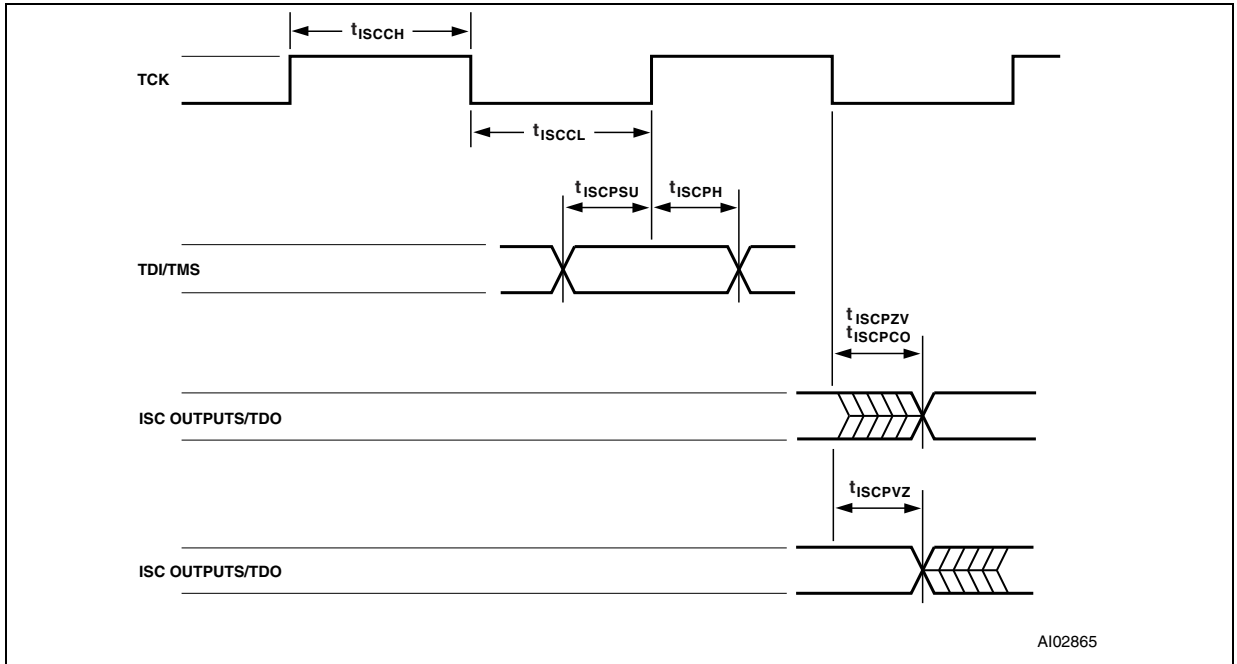 tISCCH
TCK
tISCCL
tISCPSU
tISCPH
TDI/TMS
tISCPZV
tISCPCO
ISC OUTPUTS/TDO
tISCPVZ
ISC OUTPUTS/TDO
AI02865